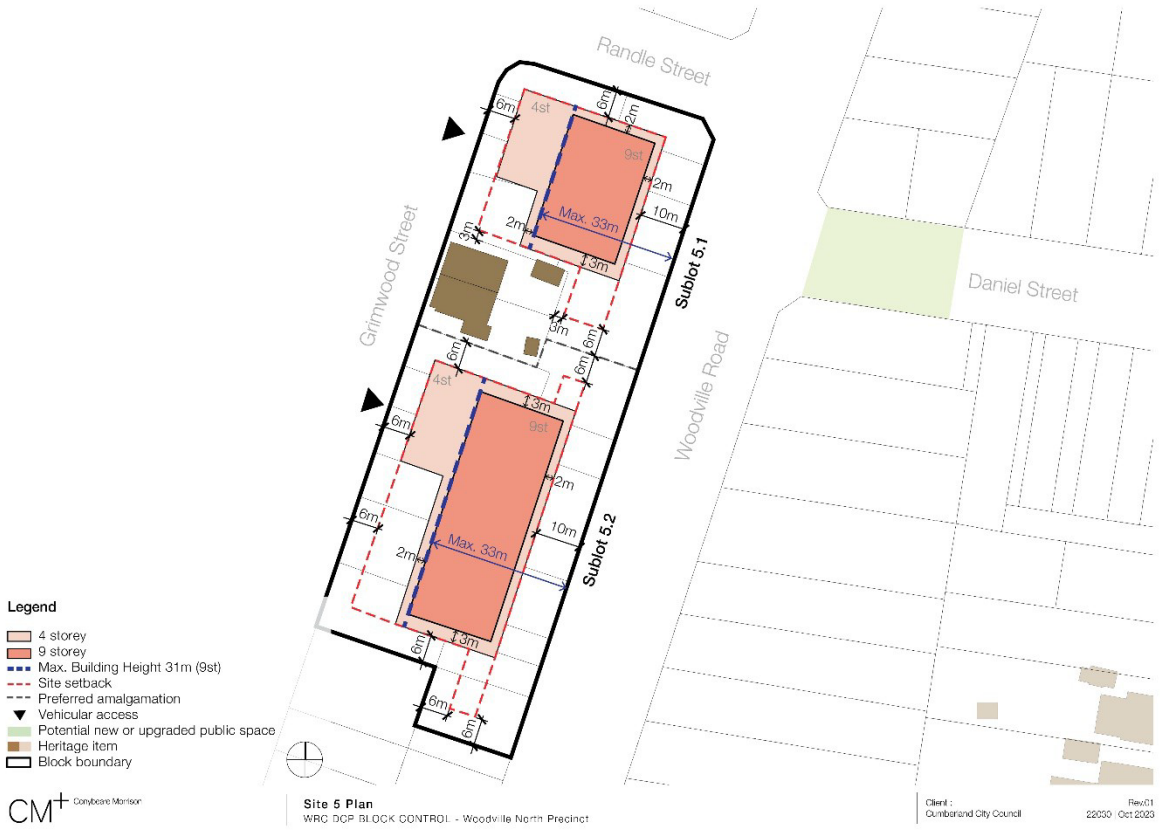 Randle Street
6m
4st
6m
2m
9st
2m
Max. 33m
10m
2m
3m
3m
Sublot 5.1
Grimwood Street
Daniel Street
3m
6m
6m
6m
Woodville Road
4st
3m
9st
6m
2m
10m
6m
Max. 33m
2m
Sublot 5.2
3m
6m
6m
6m
Legend
4 storey
9 storey
Max. Building Height 31m (9st)
Site setback
Preferred amalgamation
Vehicular access
Potential new or upgraded public space
Heritage item
Block boundary
CM+ Conybeare Morrison
Site 5 Plan
WRC DCP BLOCK CONTROL - Woodville North Precinct
Client :
Cumberland City Council
Rev.01
22030 | Oct 2023